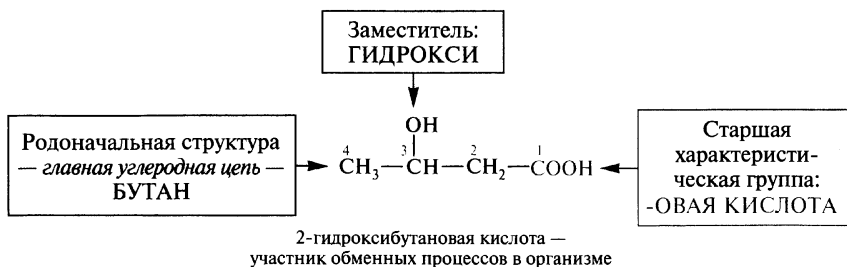 Заместитель:
ГИДРОКСИ
OH
Родоначальная структура
— главная углеродная цепь —
БУТАН
4 3 2 1
CH₃—CH—CH₂—COOH
Старшая
характеристи-
ческая группа:
-ОВАЯ КИСЛОТА
2-гидроксибутановая кислота —
участник обменных процессов в организме